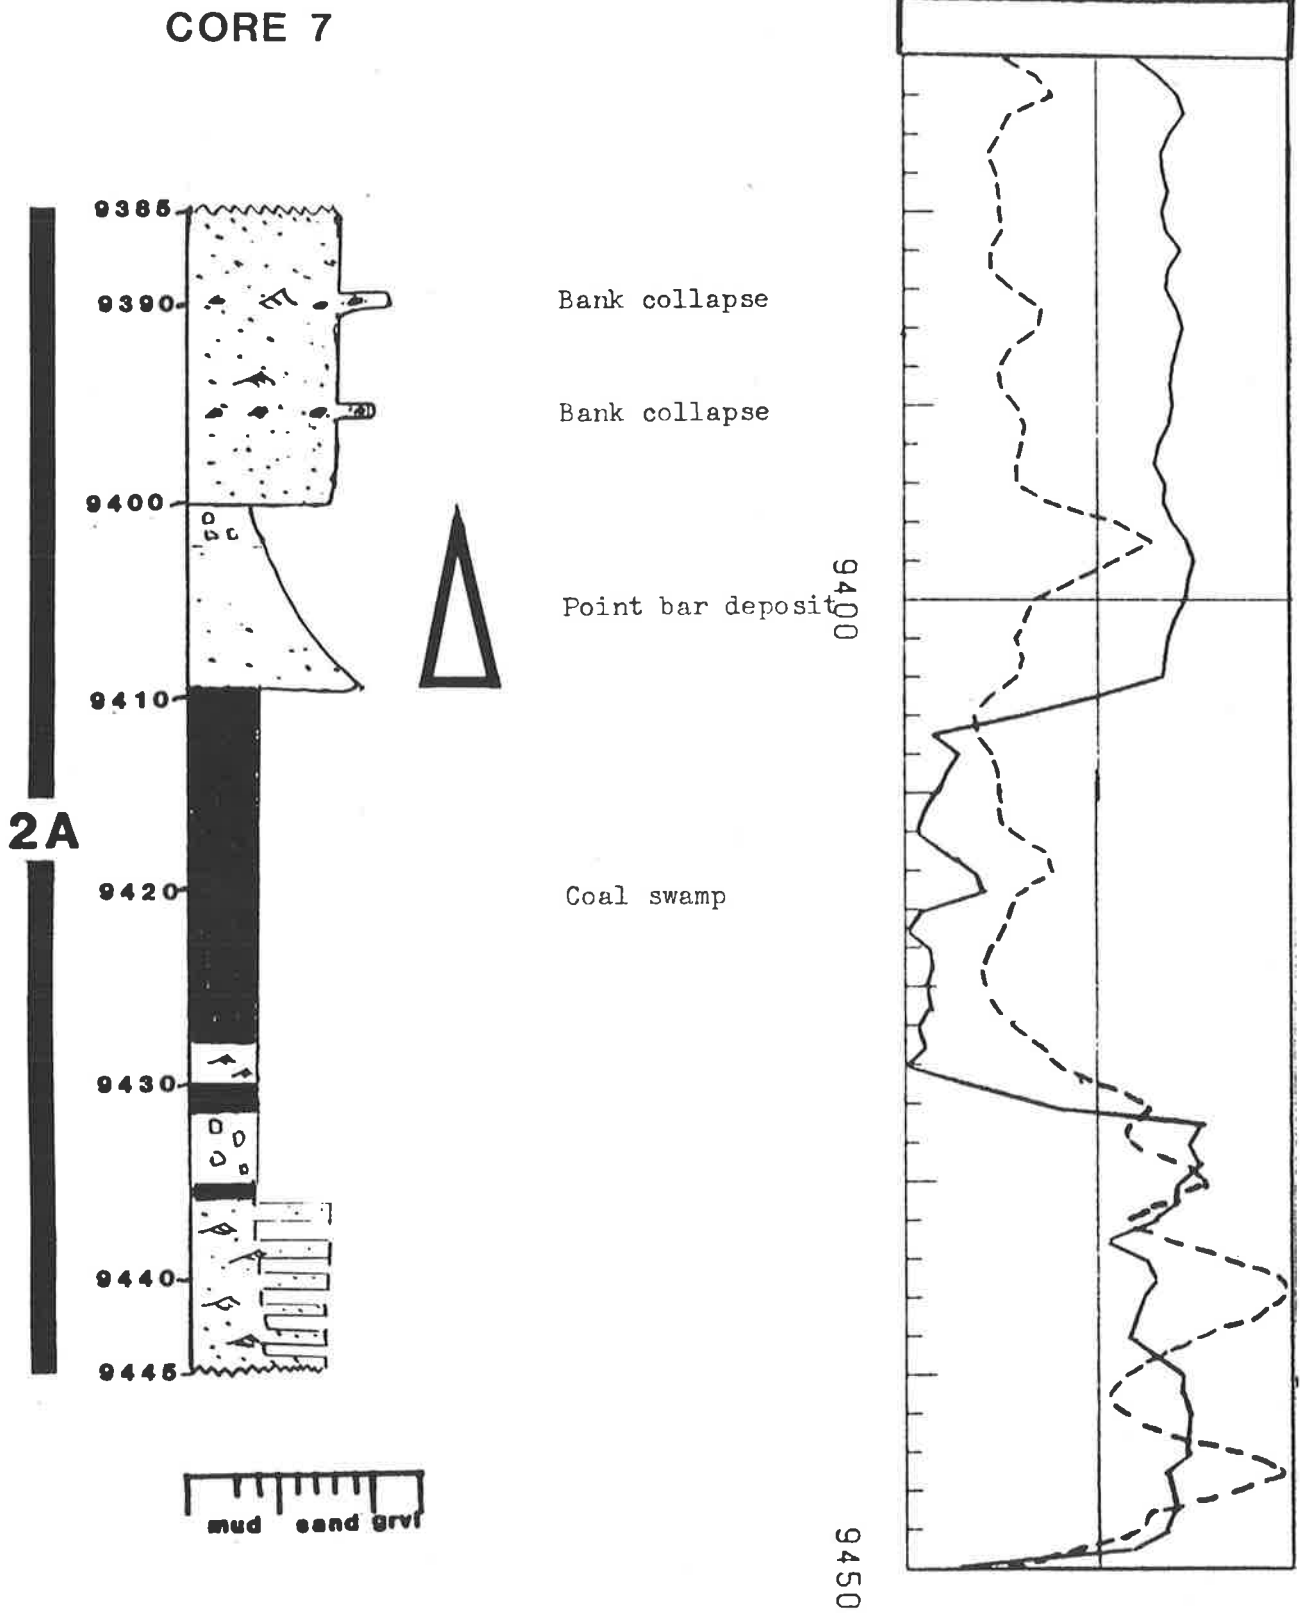 CORE 7
9385
9390
Bank collapse
Bank collapse
9400
9400
Point bar deposit
9410
2A
9420
Coal swamp
9430
9440
9445
mud sand grvl
9450